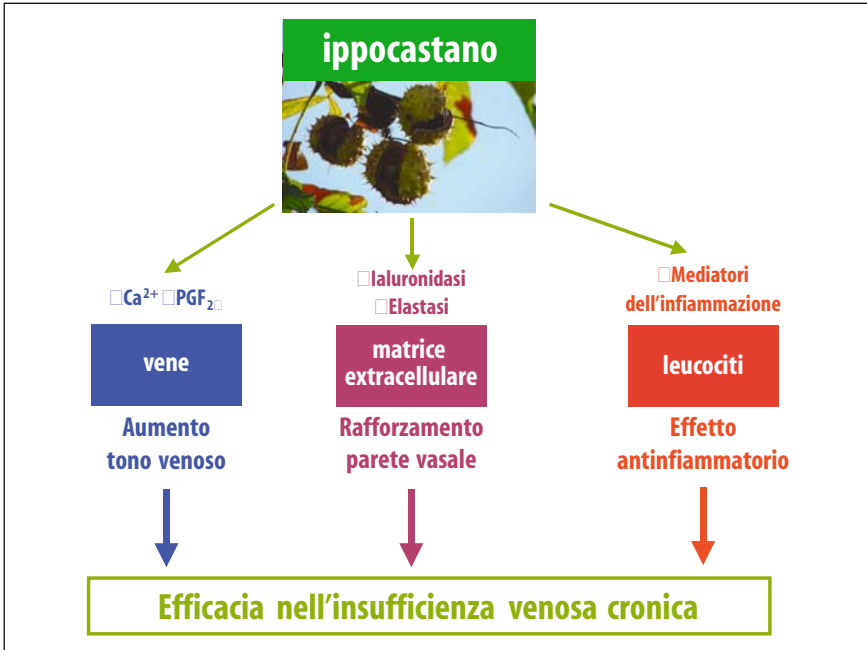 ippocastano
□Ca²⁺ □PGF₂□
□Ialuronidasi
□Elastasi
□Mediatori
dell'infiammazione
vene
matrice
extracellulare
leucociti
Aumento
tono venoso
Rafforzamento
parete vasale
Effetto
antinfiammatorio
Efficacia nell'insufficienza venosa cronica